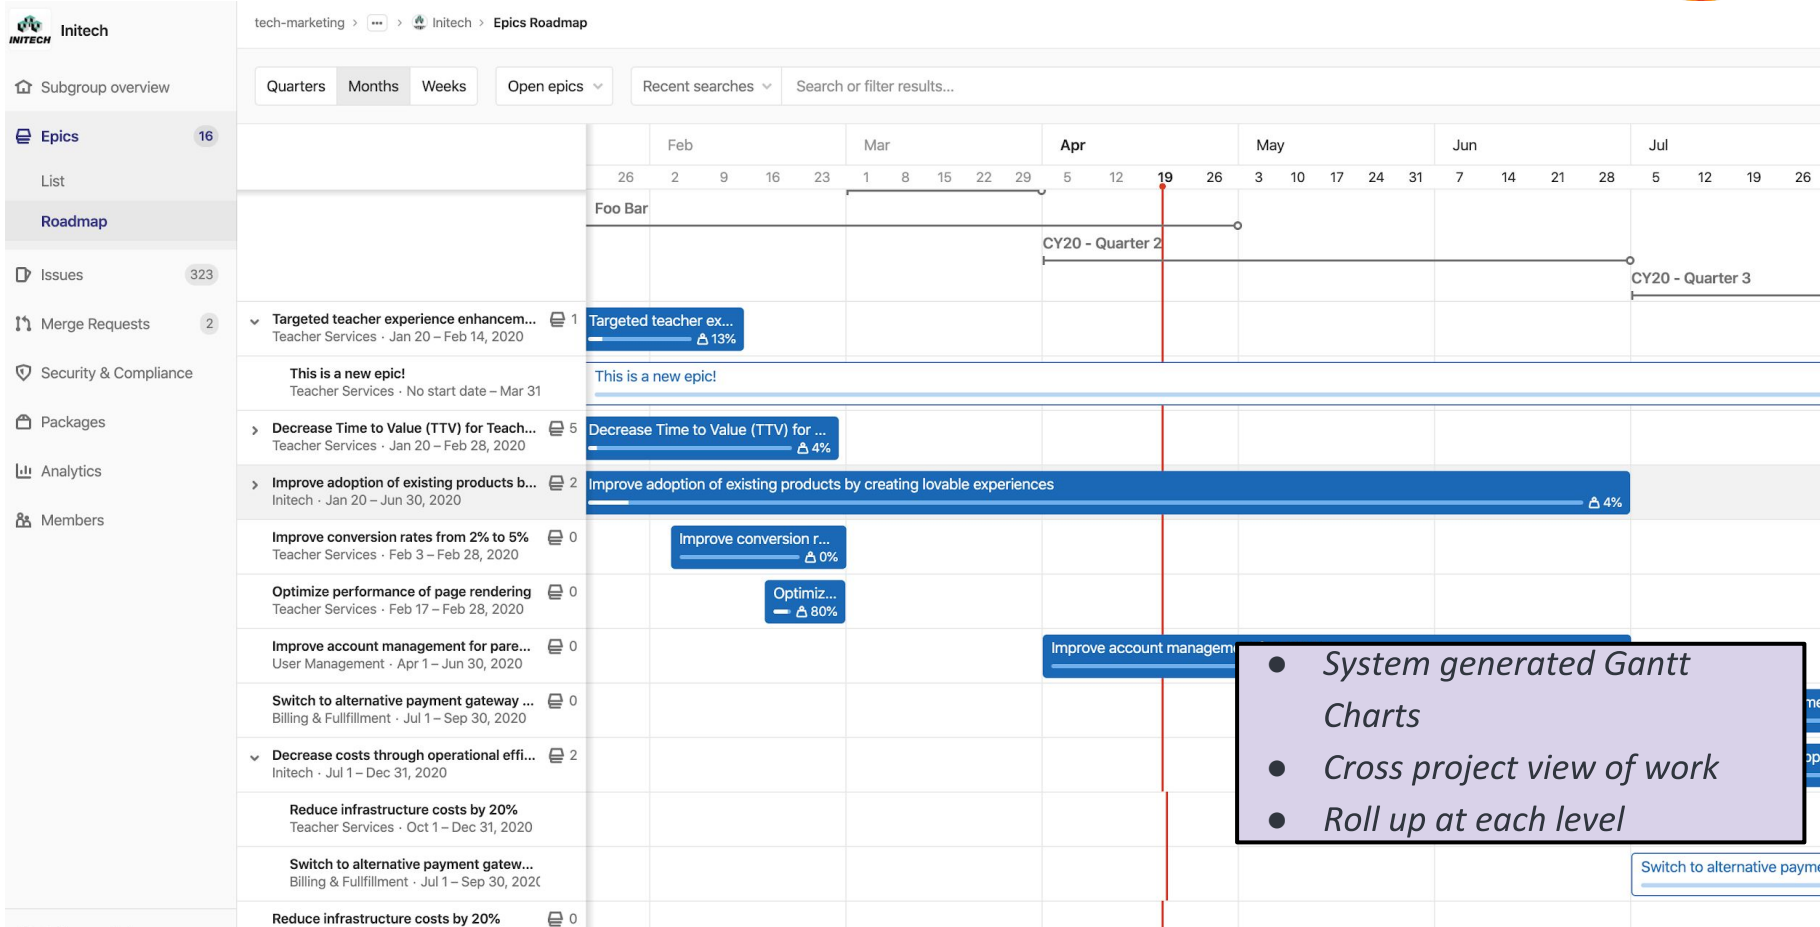 INITECH
Initech
tech-marketing > ... > Initech > Epics Roadmap
Subgroup overview
Epics 16
List
Roadmap
Issues 323
Merge Requests 2
Security & Compliance
Packages
Analytics
Members
Quarters Months Weeks Open epics Recent searches Search or filter results...
Feb Mar Apr May Jun Jul
26 2 9 16 23 1 8 15 22 29 5 12 19 26 3 10 17 24 31 7 14 21 28 5 12 19 26
Foo Bar
CY20 - Quarter 2
CY20 - Quarter 3
Targeted teacher experience enhancem... 1
Teacher Services · Jan 20 – Feb 14, 2020
Targeted teacher ex...
13%
This is a new epic!
Teacher Services · No start date – Mar 31
This is a new epic!
Decrease Time to Value (TTV) for Teach... 5
Teacher Services · Jan 20 – Feb 28, 2020
Decrease Time to Value (TTV) for ...
4%
Improve adoption of existing products b... 2
Initech · Jan 20 – Jun 30, 2020
Improve adoption of existing products by creating lovable experiences
4%
Improve conversion rates from 2% to 5% 0
Teacher Services · Feb 3 – Feb 28, 2020
Improve conversion r...
0%
Optimize performance of page rendering 0
Teacher Services · Feb 17 – Feb 28, 2020
Optimiz...
80%
Improve account management for pare... 0
User Management · Apr 1 – Jun 30, 2020
Improve account managem
Switch to alternative payment gateway ... 0
Billing & Fullfillment · Jul 1 – Sep 30, 2020
Decrease costs through operational effi... 2
Initech · Jul 1 – Dec 31, 2020
Reduce infrastructure costs by 20%
Teacher Services · Oct 1 – Dec 31, 2020
Switch to alternative payment gatew...
Billing & Fullfillment · Jul 1 – Sep 30, 202
Switch to alternative payme
Reduce infrastructure costs by 20% 0
● System generated Gantt
Charts
● Cross project view of work
● Roll up at each level